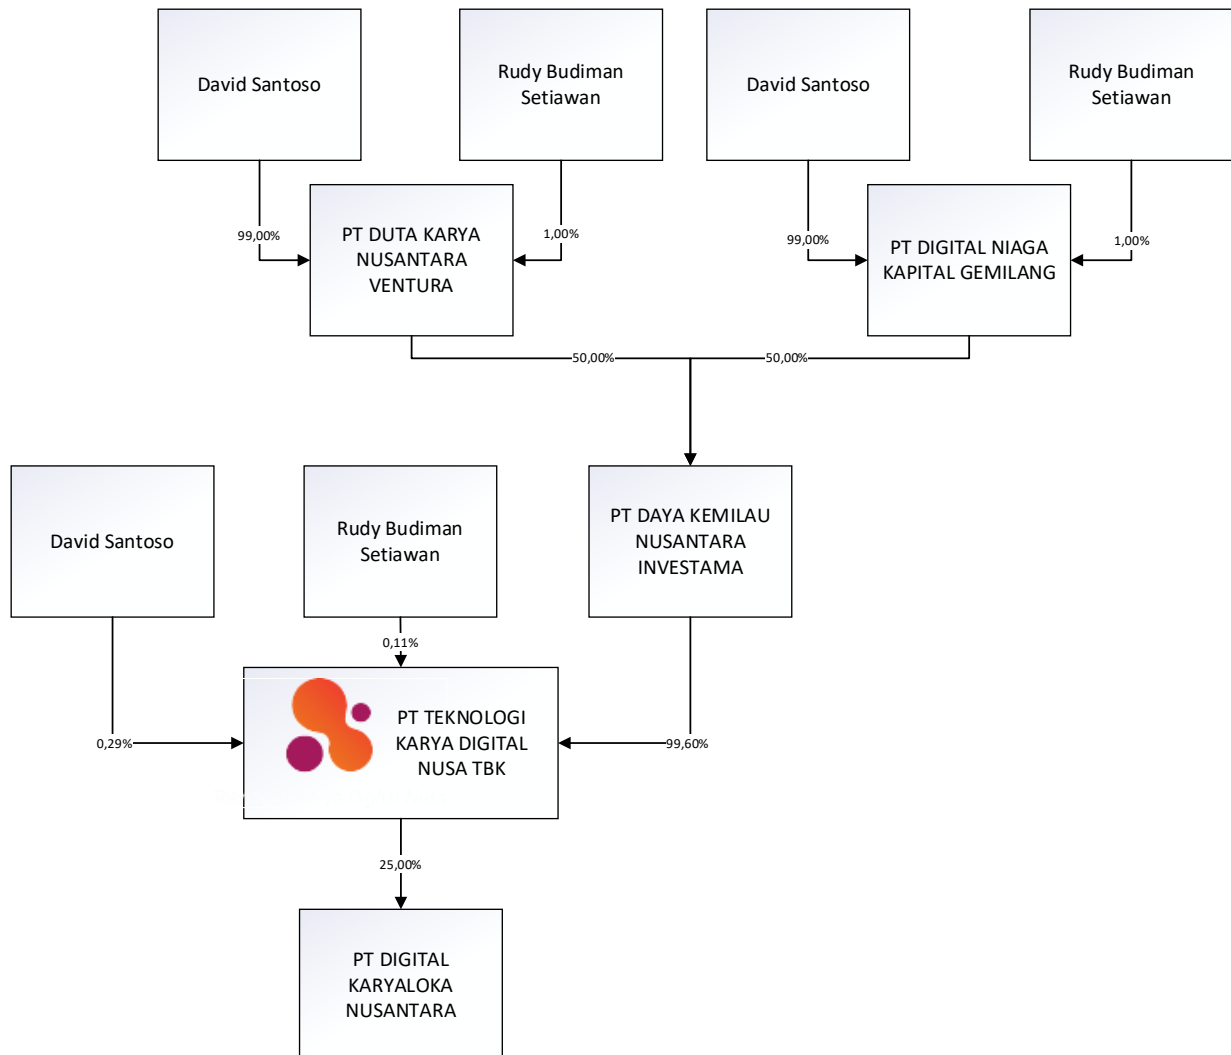 David Santoso
Rudy Budiman
Setiawan
David Santoso
Rudy Budiman
Setiawan
99,00%
PT DUTA KARYA
NUSANTARA
VENTURA
1,00%
99,00%
PT DIGITAL NIAGA
KAPITAL GEMILANG
1,00%
50,00%
50,00%
David Santoso
Rudy Budiman
Setiawan
PT DAYA KEMILAU
NUSANTARA
INVESTAMA
0,11%
0,29%
PT TEKNOLOGI
KARYA DIGITAL
NUSA TBK
99,60%
25,00%
PT DIGITAL
KARYALOKA
NUSANTARA